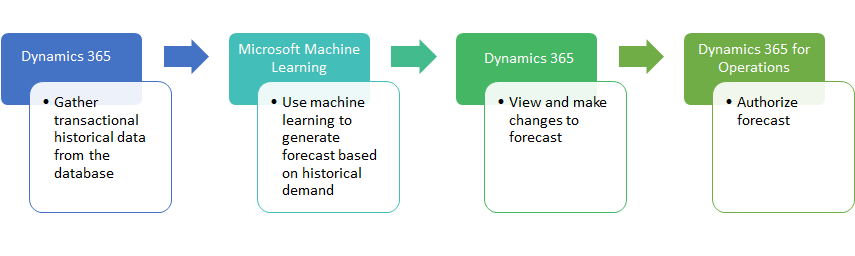 Dynamics 365
• Gather
transactional
historical data
from the
database
Microsoft Machine
Learning
• Use machine
learning to
generate
forecast based
on historical
demand
Dynamics 365
• View and make
changes to
forecast
Dynamics 365 for
Operations
• Authorize
forecast